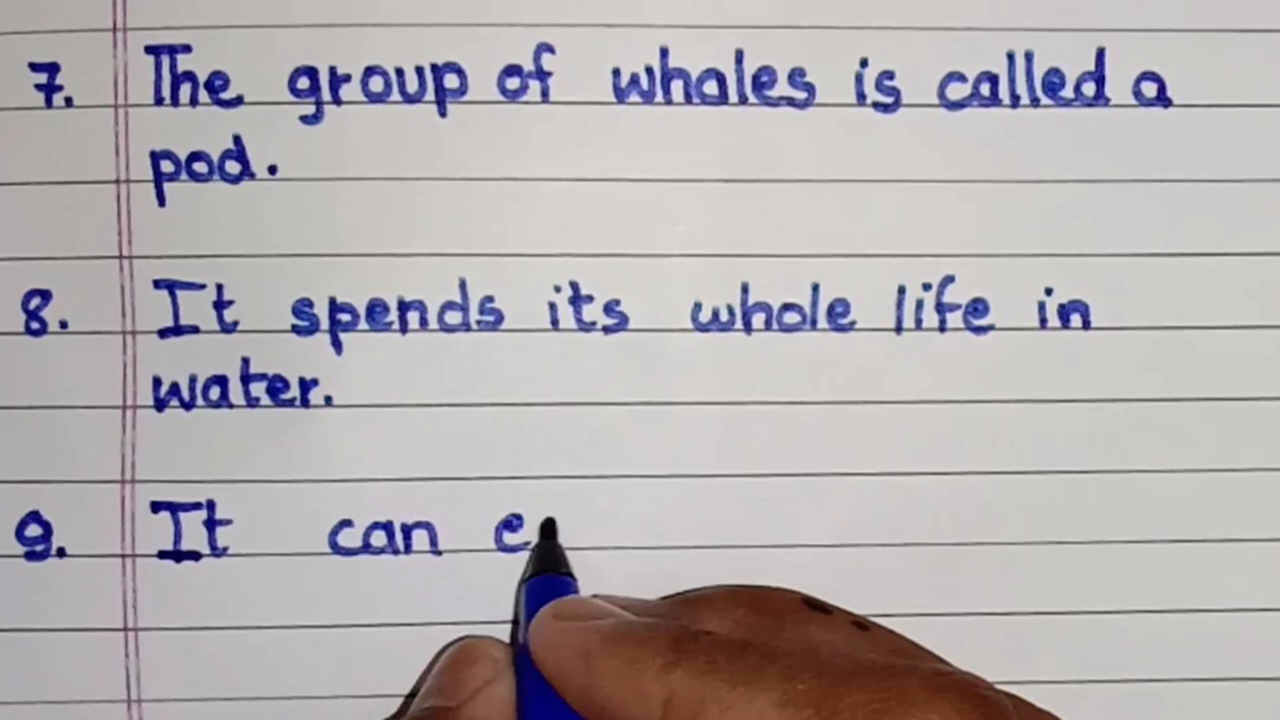 7. The group of whales is called a
pod.
8. It spends its whole life in
water.
9. It can e